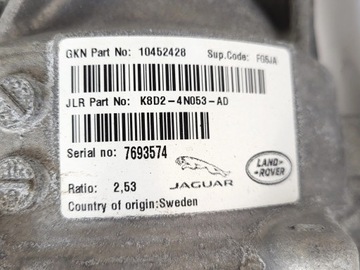 GKN Part No: 10452428 Sup.Code: F05JA
JLR Part No: K8D2-4N053-AD
Serial no: 7693574
Ratio: 2,53 JAGUAR LAND ROVER
Country of origin:Sweden